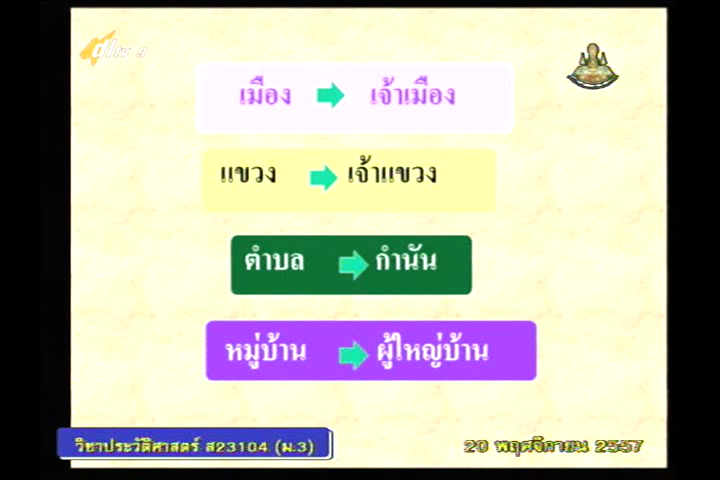 dltv 9
เมือง เจ้าเมือง
แขวง เจ้าแขวง
ตำบล กำนัน
หมู่บ้าน ผู้ใหญ่บ้าน
วิชาประวัติศาสตร์ ส23104 (ม.3)
20 พฤศจิกายน 2557